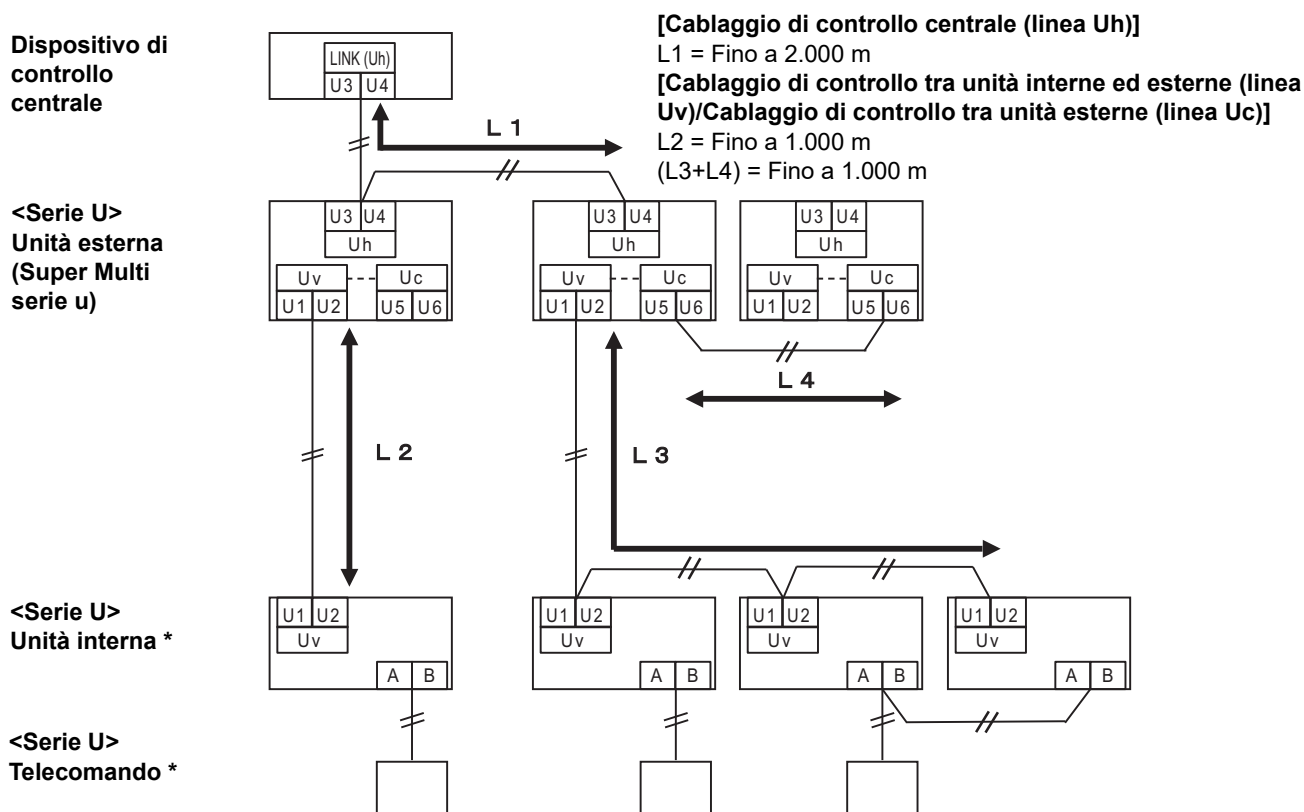 [Cablaggio di controllo centrale (linea Uh)]
L1 = Fino a 2.000 m
[Cablaggio di controllo tra unità interne ed esterne (linea
Uv)/Cablaggio di controllo tra unità esterne (linea Uc)]
L2 = Fino a 1.000 m
(L3+L4) = Fino a 1.000 m
Dispositivo di
controllo
centrale
LINK (Uh)
U3 U4
L 1
<Serie U>
Unità esterna
(Super Multi
serie u)
U3 U4
Uh
Uv Uc
U1 U2 U5 U6
U3 U4
Uh
Uv Uc
U1 U2 U5 U6
U3 U4
Uh
Uv Uc
U1 U2 U5 U6
L 4
L 2
L 3
<Serie U>
Unità interna *
U1 U2
Uv
A B
U1 U2
Uv
A B
U1 U2
Uv
A B
U1 U2
Uv
A B
<Serie U>
Telecomando *